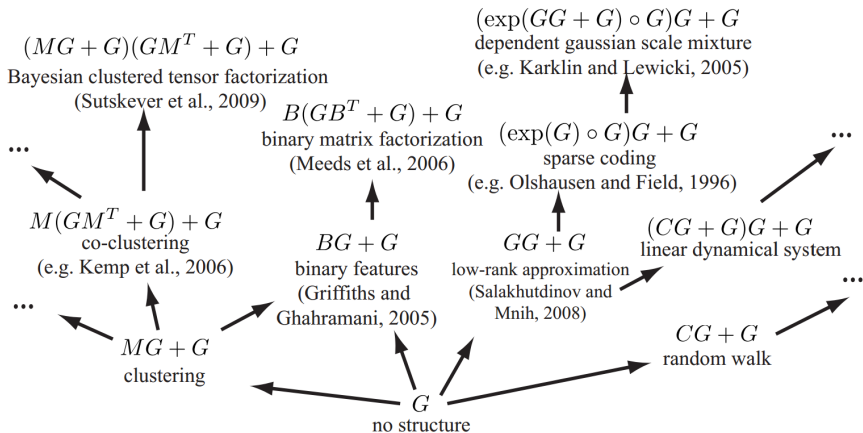 (exp(GG + G) ∘ G)G + G
dependent gaussian scale mixture
(e.g. Karklin and Lewicki, 2005)
(MG + G)(GM^T + G) + G
Bayesian clustered tensor factorization
(Sutskever et al., 2009)
B(GB^T + G) + G
binary matrix factorization
(Meeds et al., 2006)
(exp(G) ∘ G)G + G
sparse coding
(e.g. Olshausen and Field, 1996)
...
...
M(GM^T + G) + G
co-clustering
(e.g. Kemp et al., 2006)
BG + G
binary features
(Griffiths and
Ghahramani, 2005)
GG + G
low-rank approximation
(Salakhutdinov and
Mnih, 2008)
(CG + G)G + G
linear dynamical system
...
...
MG + G
clustering
CG + G
random walk
G
no structure